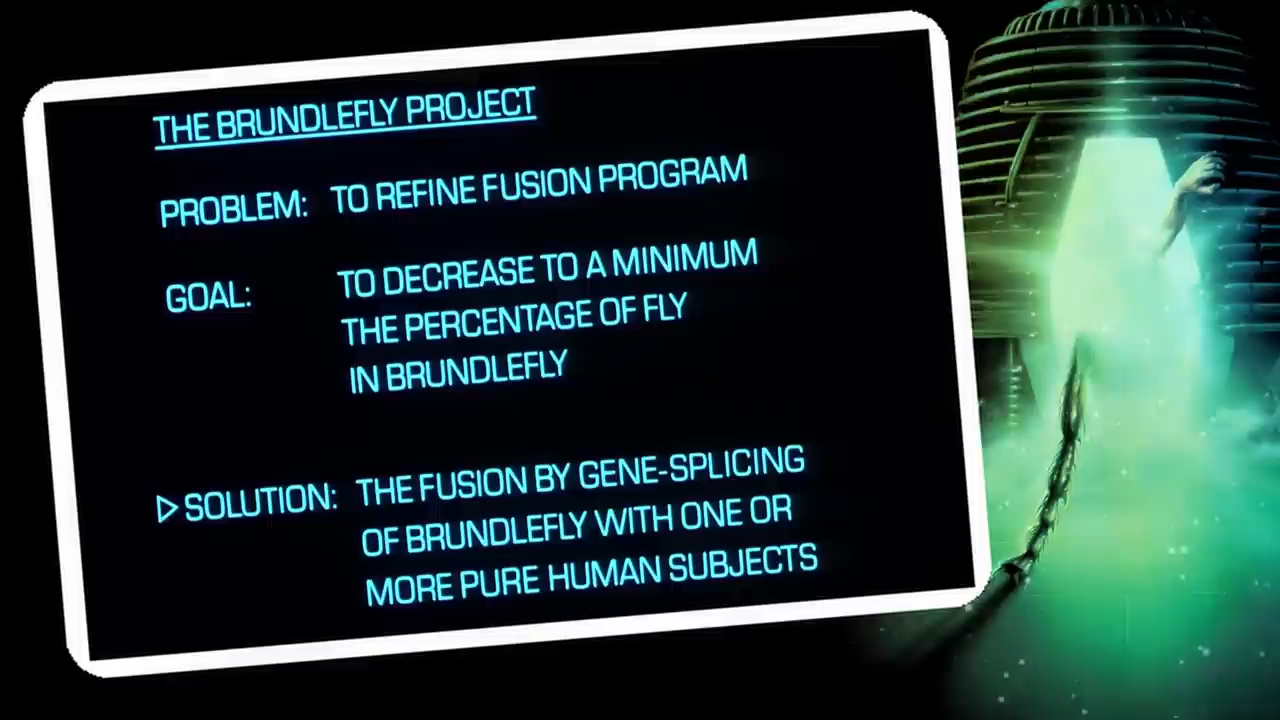 THE BRUNDLEFLY PROJECT
PROBLEM: TO REFINE FUSION PROGRAM
GOAL: TO DECREASE TO A MINIMUM
THE PERCENTAGE OF FLY
IN BRUNDLEFLY
▷ SOLUTION: THE FUSION BY GENE-SPLICING
OF BRUNDLEFLY WITH ONE OR
MORE PURE HUMAN SUBJECTS